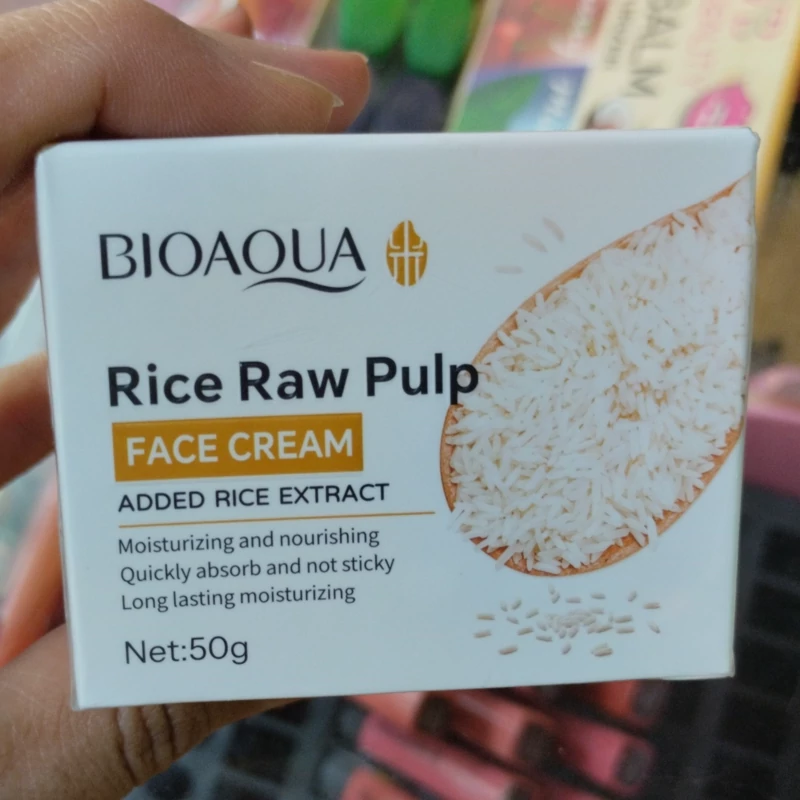 BIOAQUA
Rice Raw Pulp
FACE CREAM
ADDED RICE EXTRACT
Moisturizing and nourishing
Quickly absorb and not sticky
Long lasting moisturizing
Net:50g
BALM